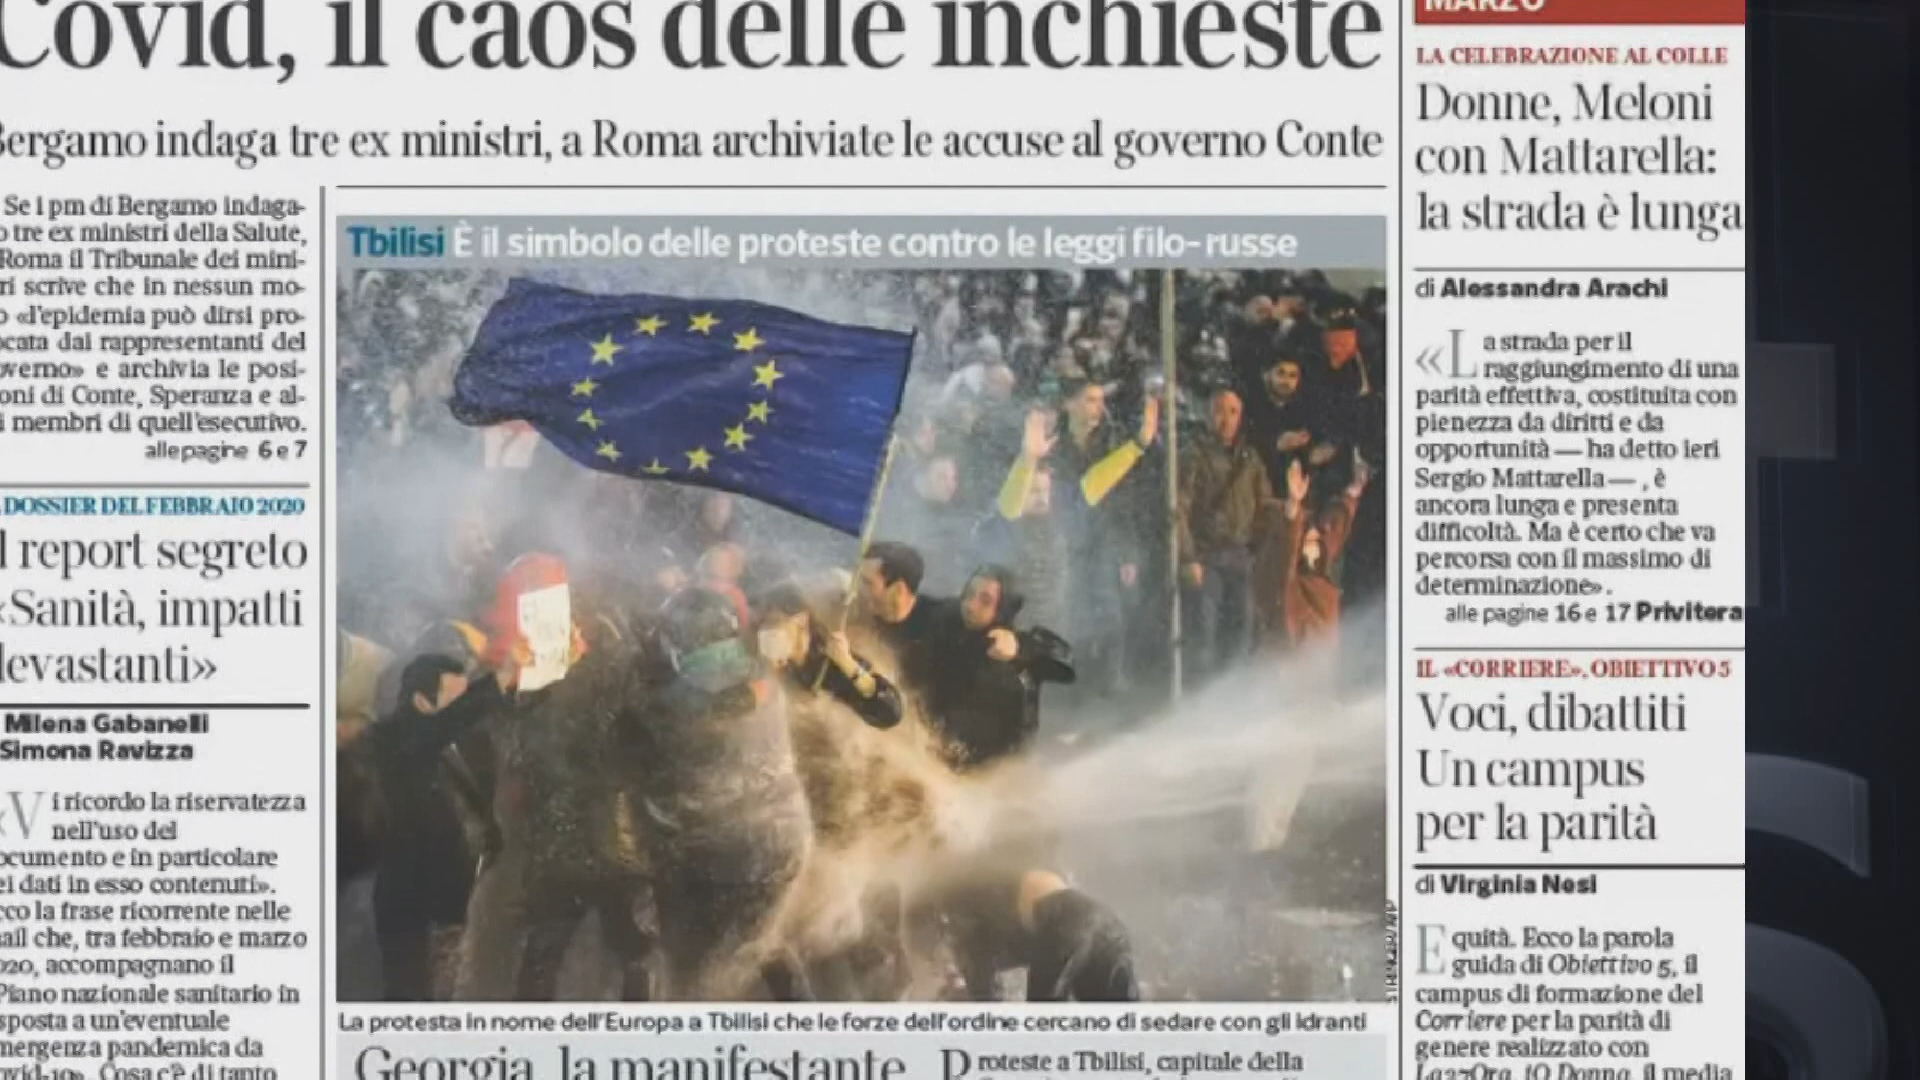 Covid, il caos delle inchieste
Bergamo indaga tre ex ministri, a Roma archiviate le accuse al governo Conte
Se i pm di Bergamo indaga-
o tre ex ministri della Salute,
Roma il Tribunale dei mini-
ri scrive che in nessun mo-
o «l'epidemia può dirsi pro-
ocata dai rappresentanti del
overno» e archivia le posi-
oni di Conte, Speranza e al-
i membri di quell'esecutivo.
alle pagine 6 e 7
DOSSIER DEL FEBBRAIO 2020
l report segreto
«Sanità, impatti
devastanti»
Milena Gabanelli
Simona Ravizza
«Vi ricordo la riservatezza
nell'uso del
ocumento e in particolare
ei dati in esso contenuti».
cco la frase ricorrente nelle
ail che, tra febbraio e marzo
020, accompagnano il
Piano nazionale sanitario in
sposta a un'eventuale
mergenza pandemica da
ovid-19». Cosa c'è di tanto
Tbilisi È il simbolo delle proteste contro le leggi filo-russe
STRINGER/AFP
La protesta in nome dell'Europa a Tbilisi che le forze dell'ordine cercano di sedare con gli idranti
Georgia, la manifestante
Proteste a Tbilisi, capitale della
MARZO
LA CELEBRAZIONE AL COLLE
Donne, Meloni
con Mattarella:
la strada è lunga
di Alessandra Arachi
«La strada per il
raggiungimento di una
parità effettiva, costituita con
pienezza da diritti e da
opportunità — ha detto ieri
Sergio Mattarella — , è
ancora lunga e presenta
difficoltà. Ma è certo che va
percorsa con il massimo di
determinazione».
alle pagine 16 e 17 Privitera
IL «CORRIERE», OBIETTIVO 5
Voci, dibattiti
Un campus
per la parità
di Virginia Nesi
Equità. Ecco la parola
guida di Obiettivo 5, il
campus di formazione del
Corriere per la parità di
genere realizzato con
La27Ora, iO Donna, il media